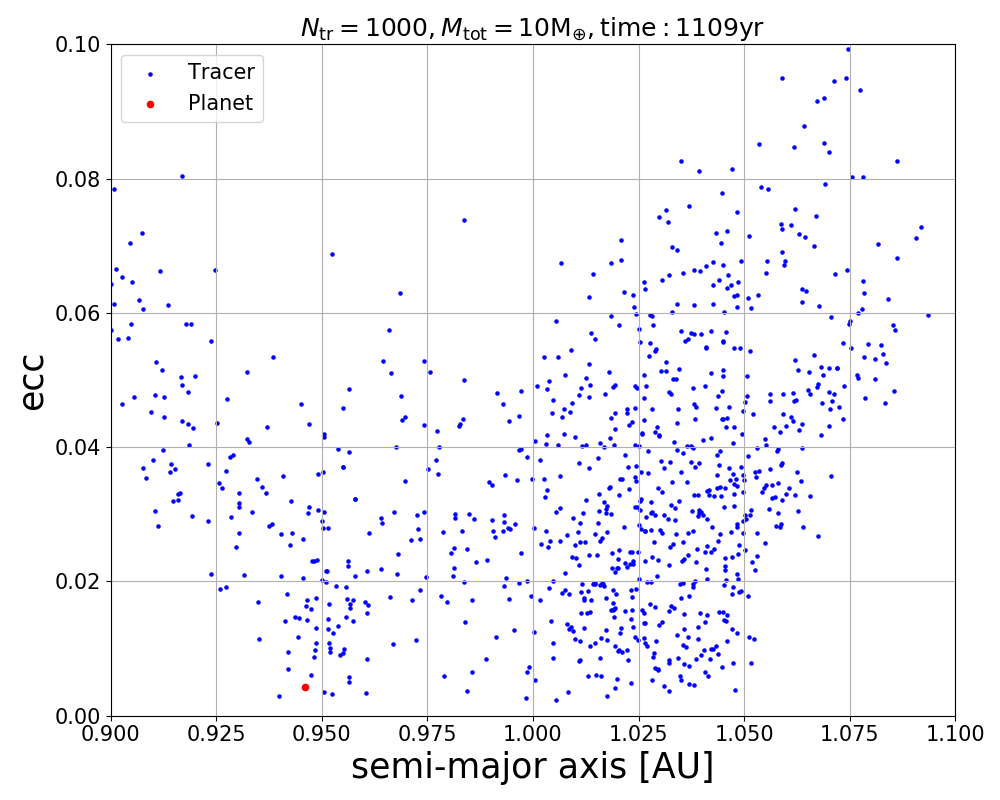 N_tr = 1000, M_tot = 10M_⊕, time : 1109yr
Tracer
Planet
0.10
0.08
0.06
0.04
0.02
0.00
ecc
0.900 0.925 0.950 0.975 1.000 1.025 1.050 1.075 1.100
semi-major axis [AU]